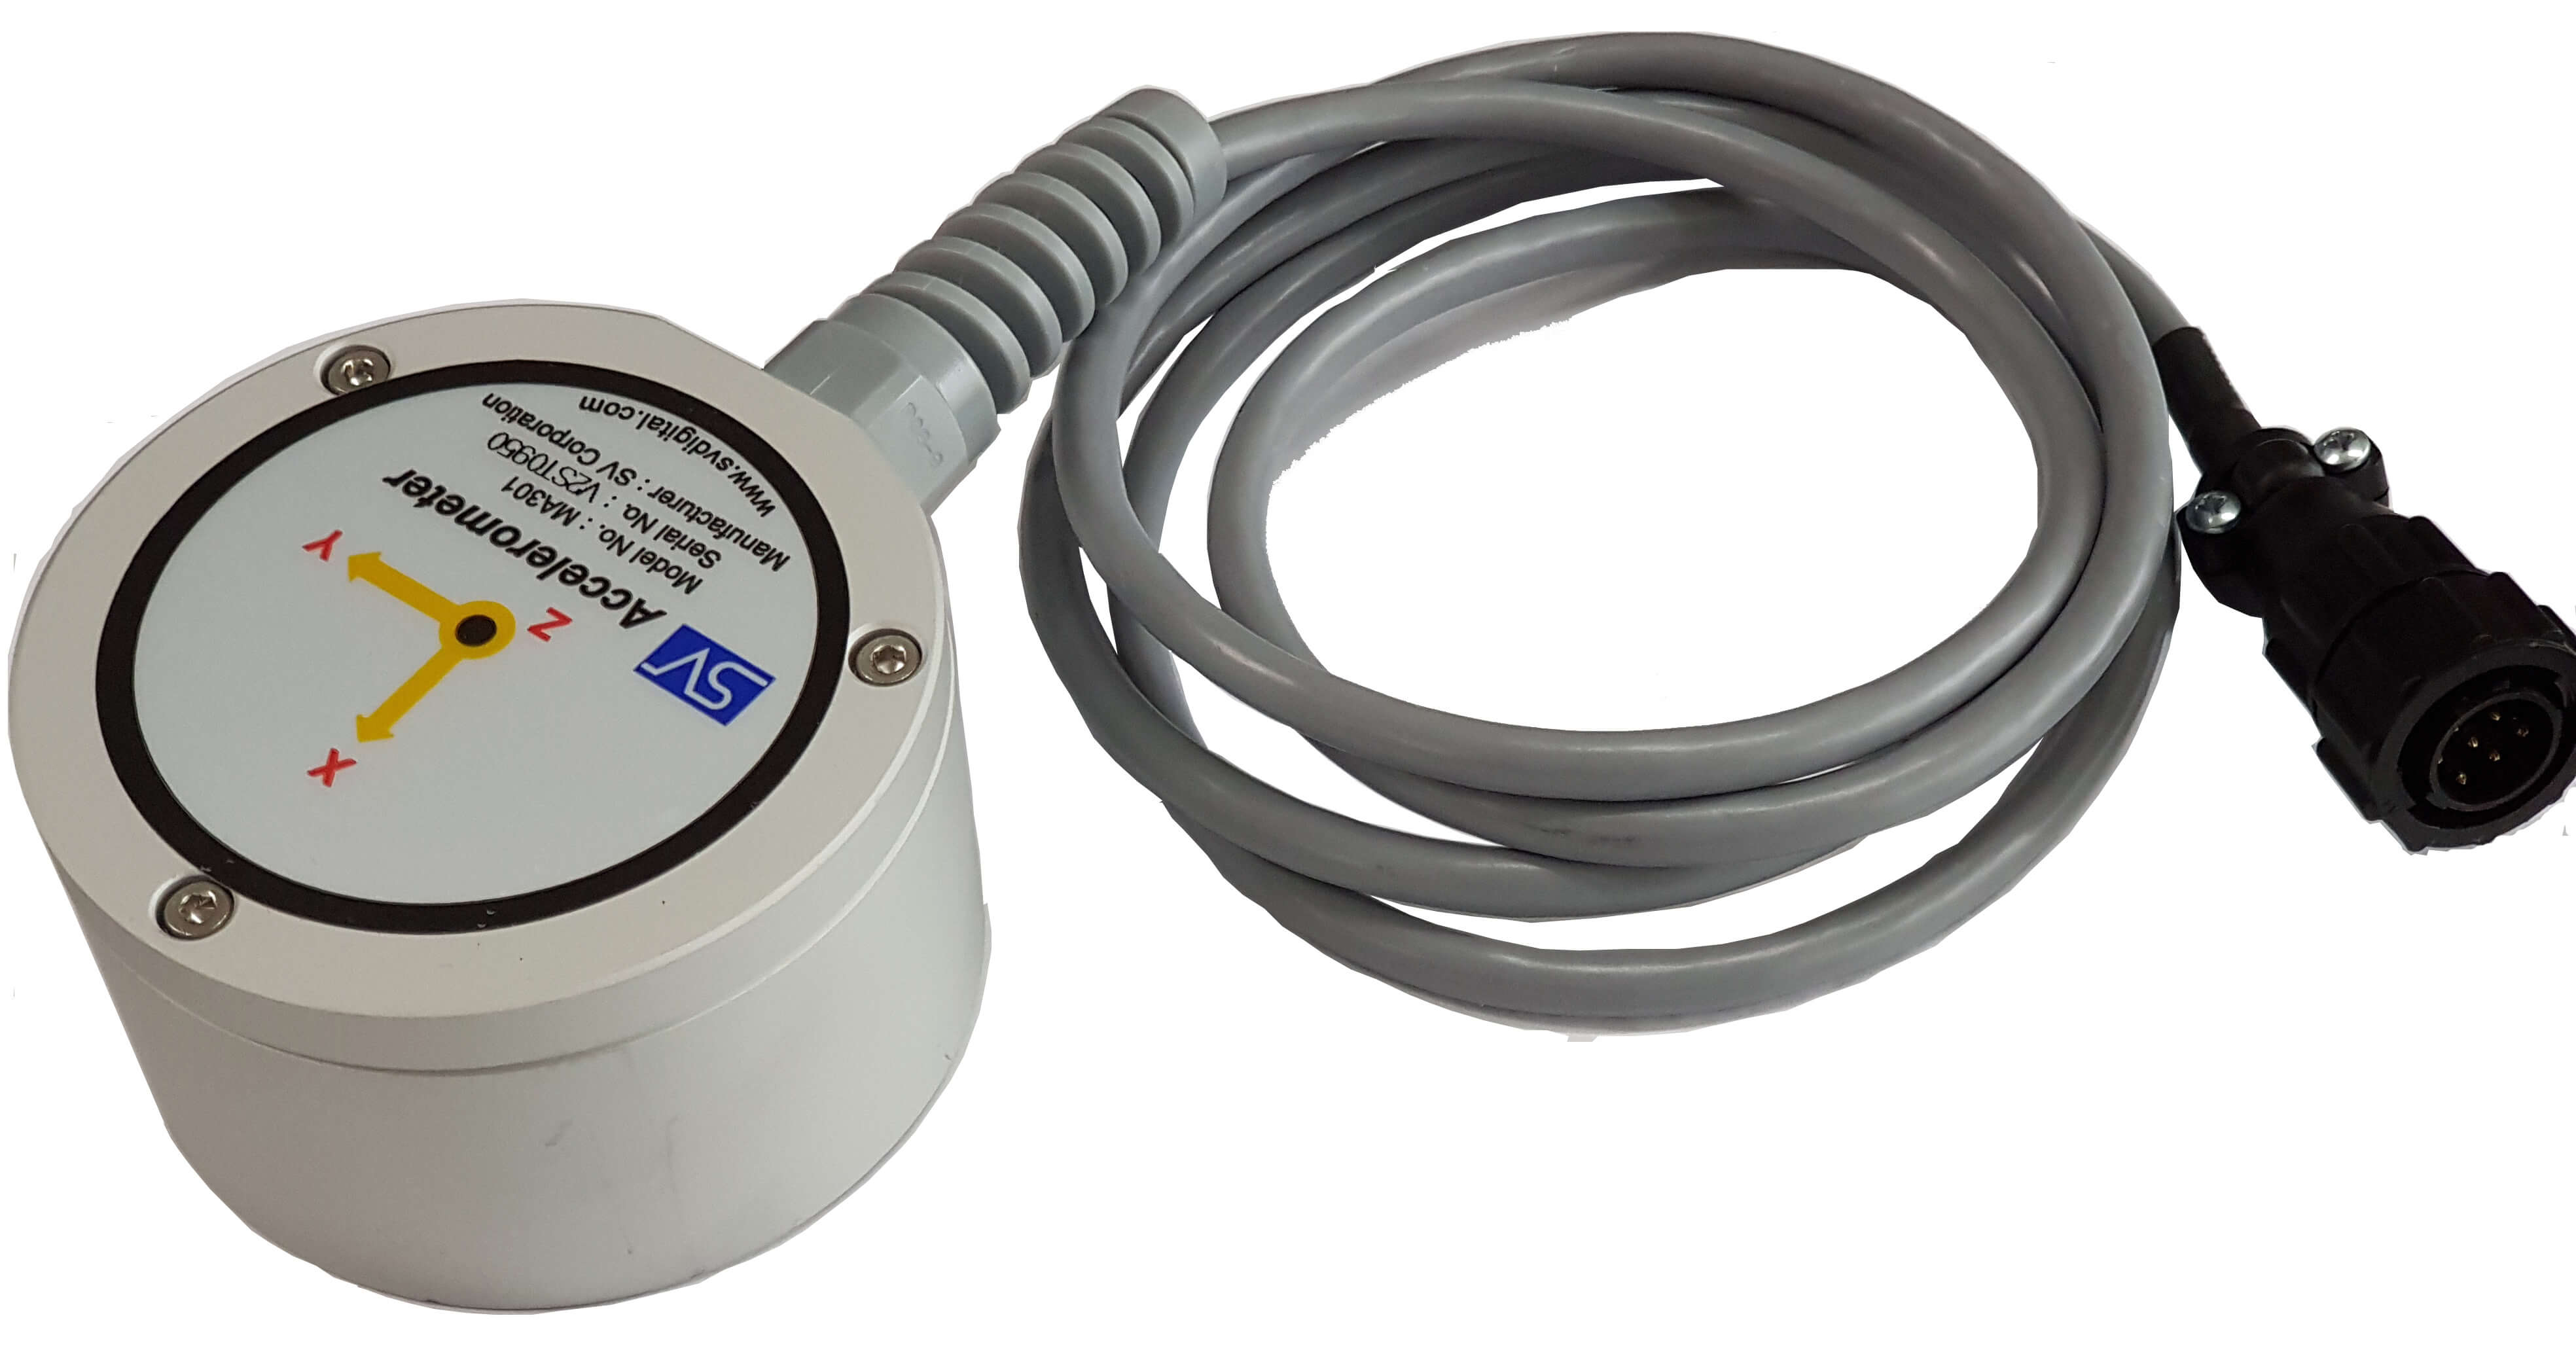 SV
Accelerometer
Model No. : MA301
Serial No. : V2ST0950
Manufacturer : SV Corporation
www.svdigital.com
Z
Y
X